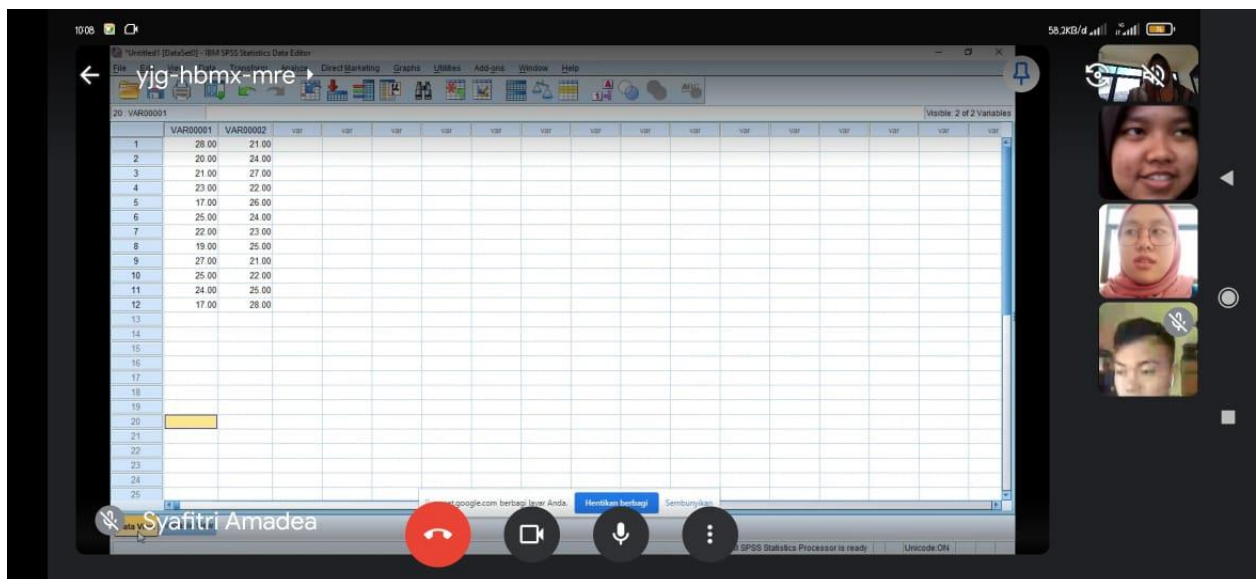 1008 58.2KB/d
*Untitled1 [DataSet0] - IBM SPSS Statistics Data Editor
yjg-hbmx-mre
File Edit View Data Transform Analyze Direct Marketing Graphs Utilities Add-ons Window Help
20 : VAR00001 Visible: 2 of 2 Variables
VAR00001 VAR00002 var var var var var var var var var var var var var var var
1 28.00 21.00
2 20.00 24.00
3 21.00 27.00
4 23.00 22.00
5 17.00 26.00
6 25.00 24.00
7 22.00 23.00
8 19.00 25.00
9 27.00 21.00
10 25.00 22.00
11 24.00 25.00
12 17.00 28.00
13
14
15
16
17
18
19
20
21
22
23
24
25
meet.google.com berbagi layar Anda. Hentikan berbagi Sembunyikan
Syafitri Amadea
SPSS Statistics Processor is ready Unicode:ON